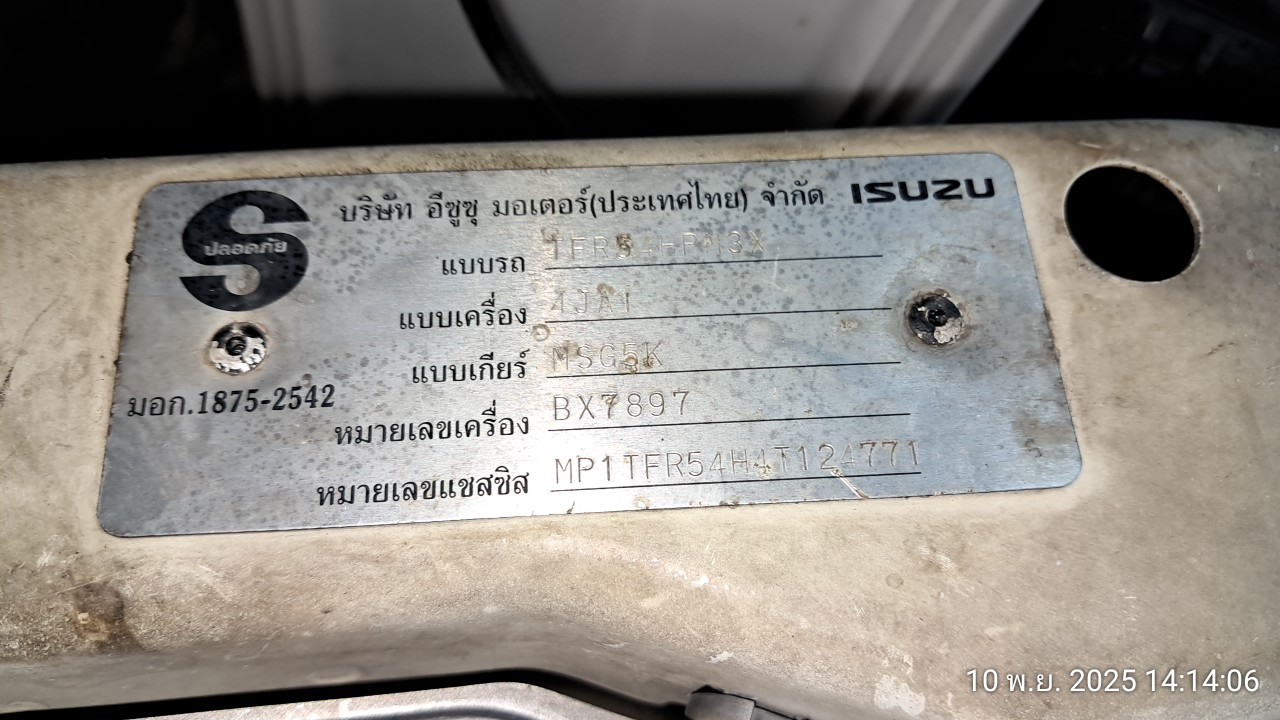 บริษัท อีซูซุ มอเตอร์(ประเทศไทย) จำกัด ISUZU
S
ปลอดภัย
แบบรถ
แบบเครื่อง 4JA1
แบบเกียร์ MSG5K
มอก.1875-2542
หมายเลขเครื่อง BX7897
หมายเลขแชสซิส MP1TFR54H4T124771
10 พ.ย. 2025 14:14:06